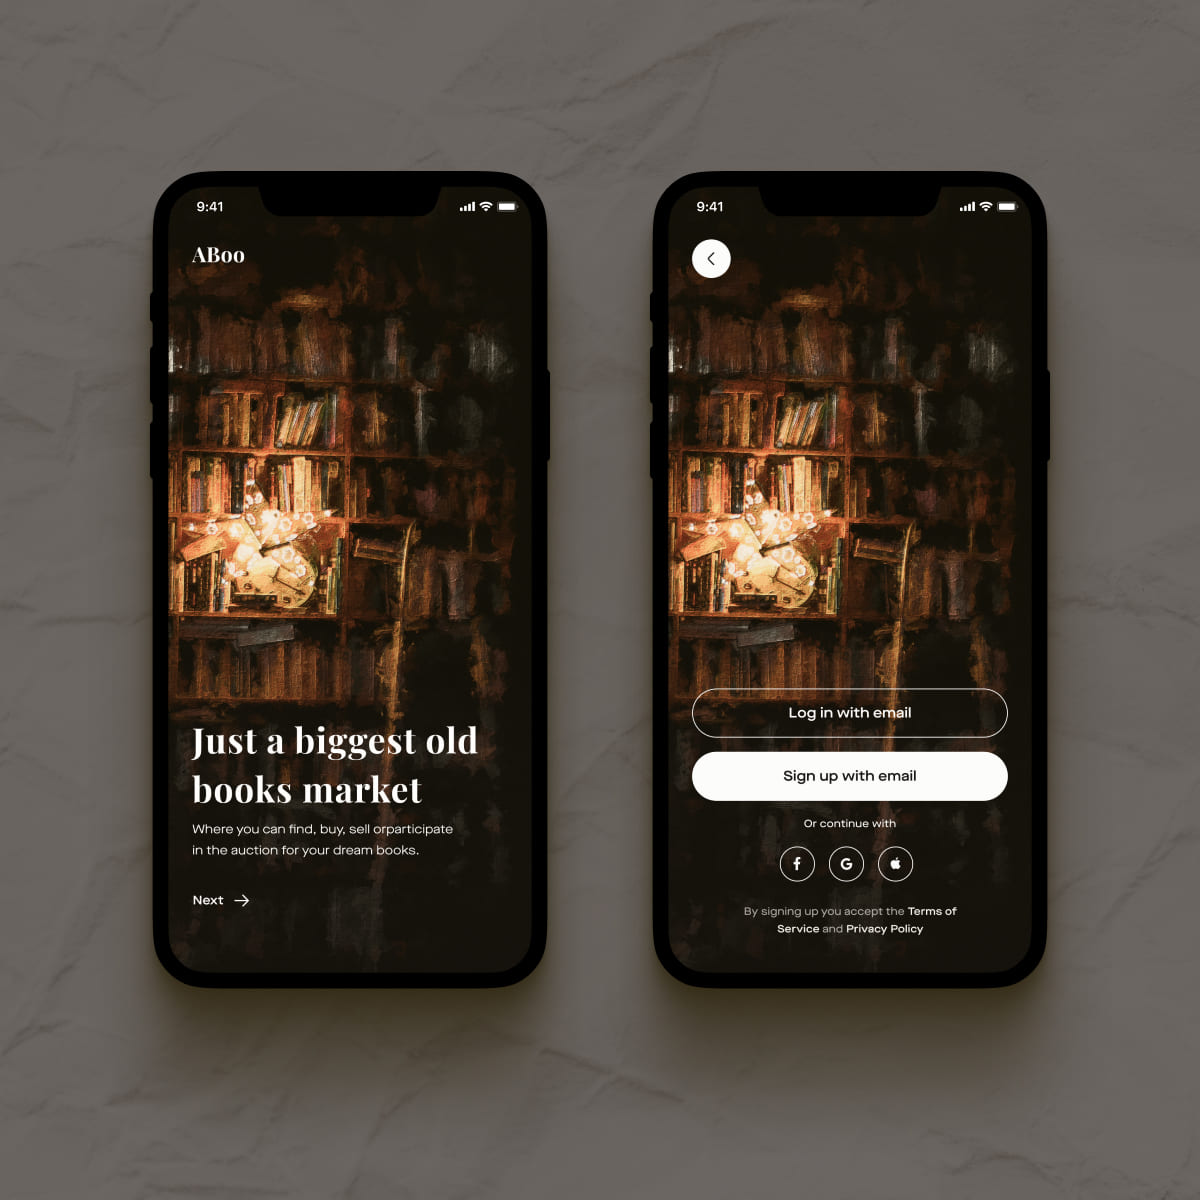 9:41
ABoo
Just a biggest old
books market
Where you can find, buy, sell orparticipate
in the auction for your dream books.
Next
9:41
Log in with email
Sign up with email
Or continue with
By signing up you accept the Terms of
Service and Privacy Policy